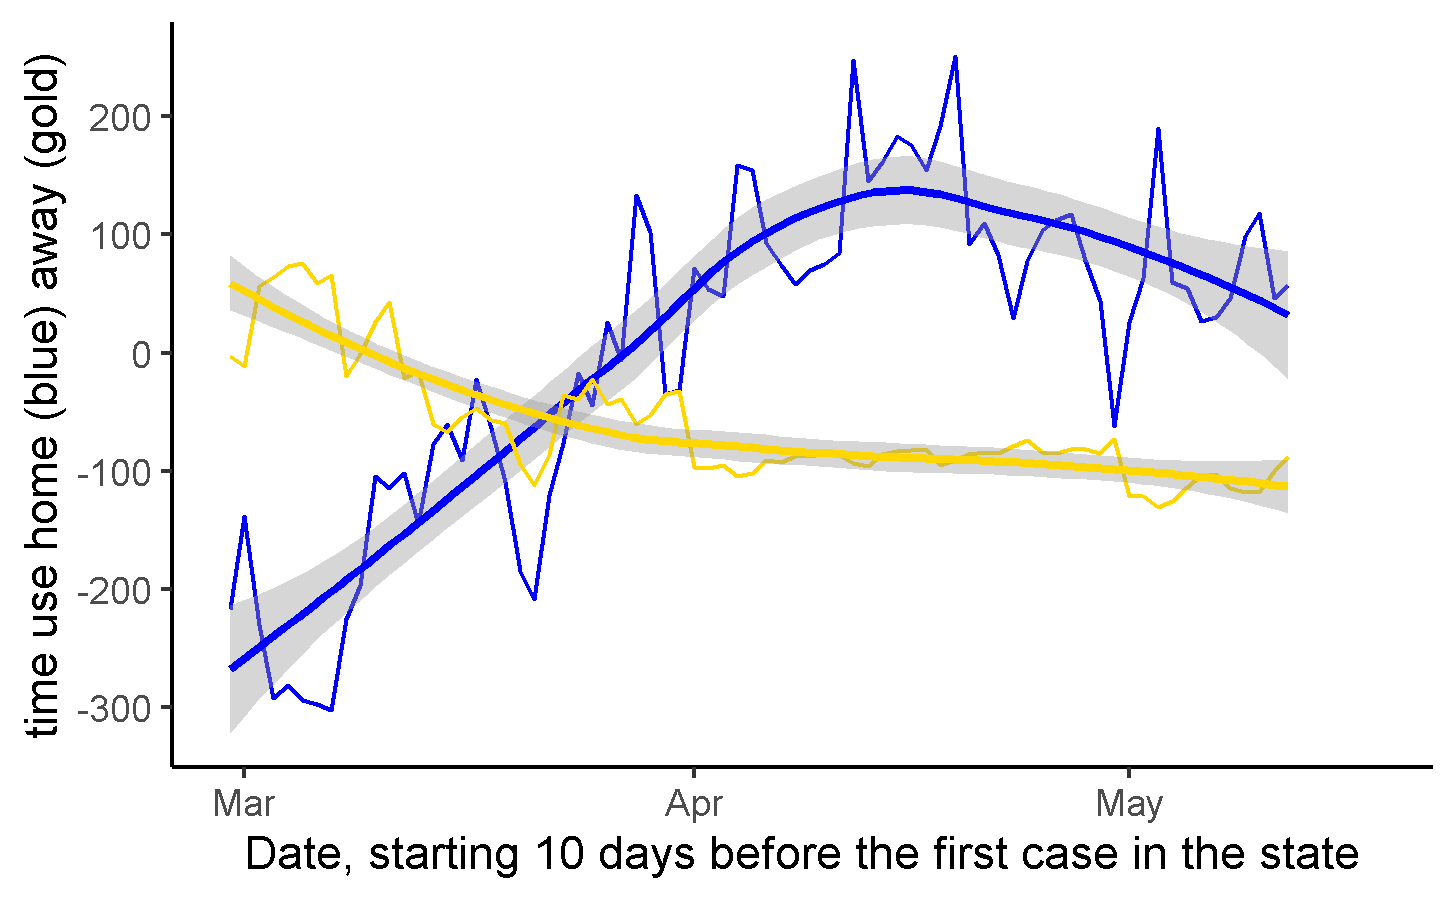 time use home (blue) away (gold)
200
100
0
-100
-200
-300
Mar
Apr
May
Date, starting 10 days before the first case in the state